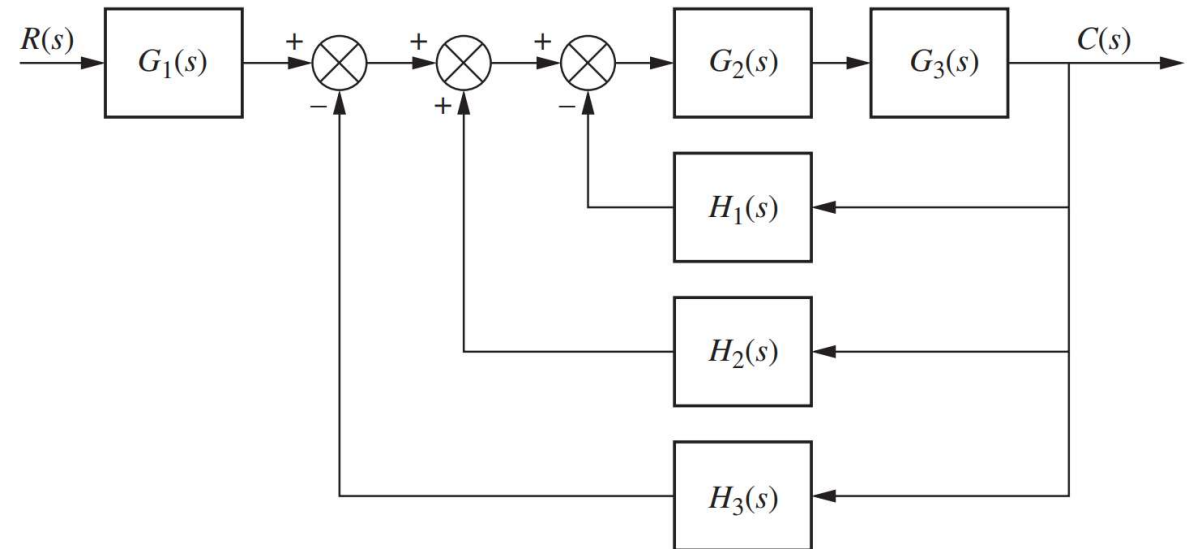 R(s) G₁(s) + − + + + − G₂(s) G₃(s) C(s)
H₁(s)
H₂(s)
H₃(s)